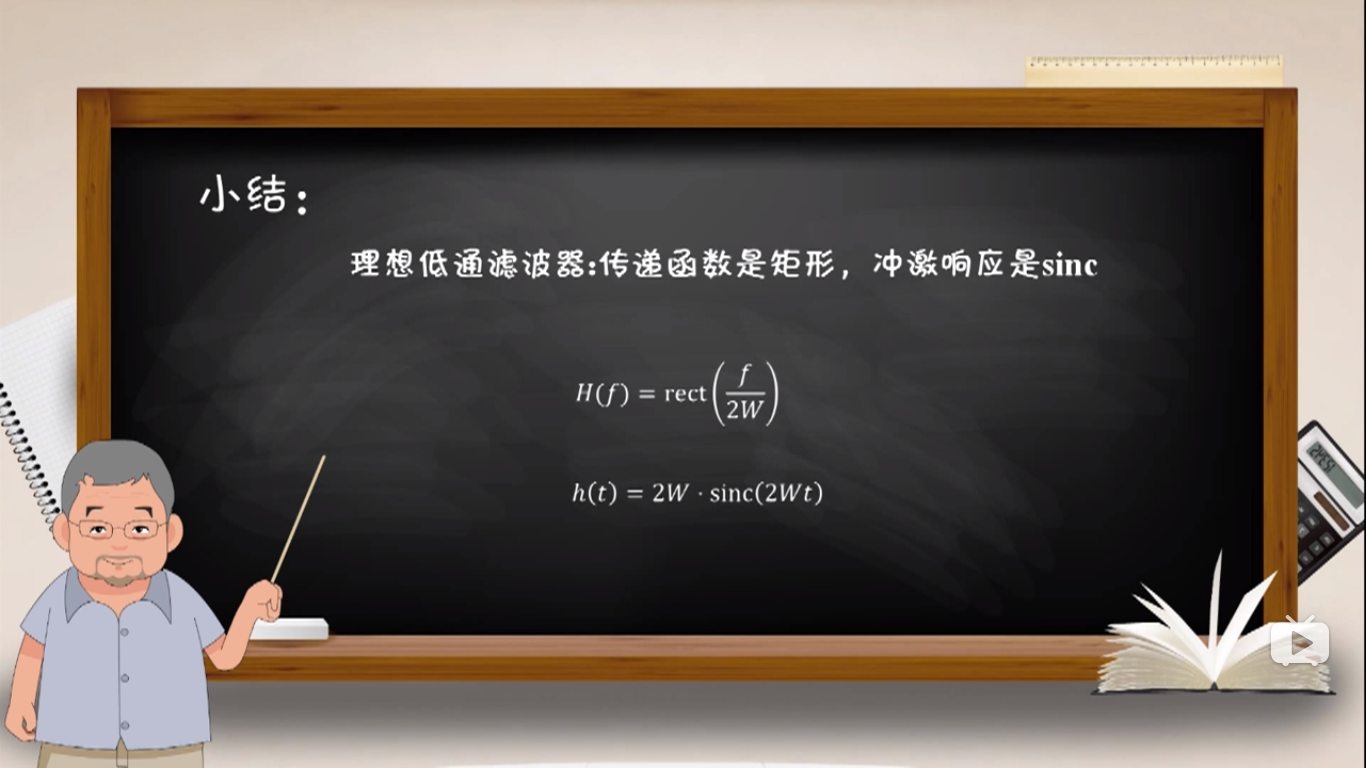 小结：
理想低通滤波器:传递函数是矩形，冲激响应是sinc
H(f) = rect(f/2W)
h(t) = 2W · sinc(2Wt)